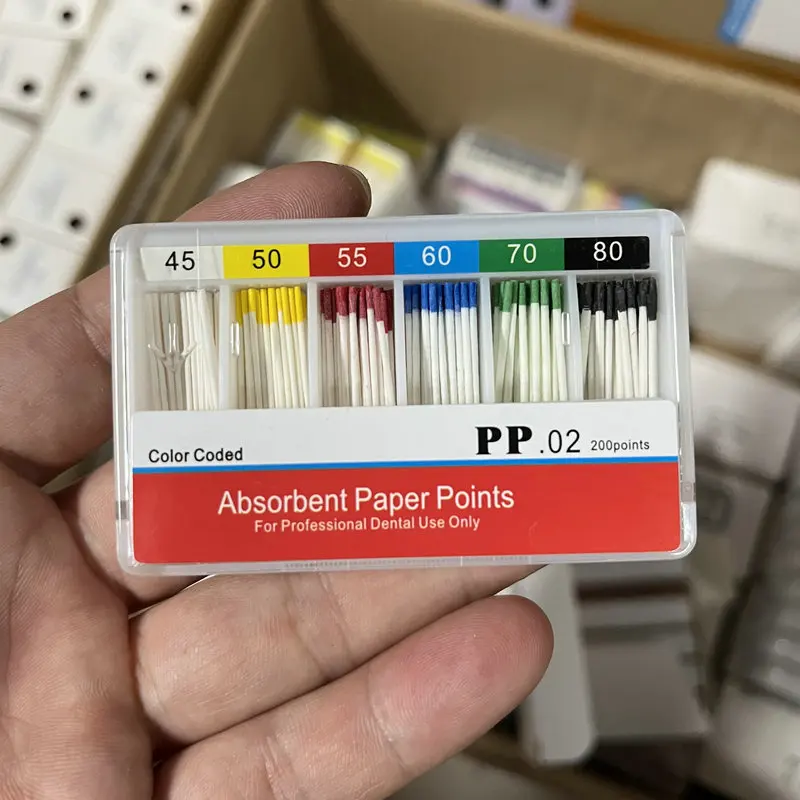 45 50 55 60 70 80
Color Coded
PP .02 200points
Absorbent Paper Points
For Professional Dental Use Only